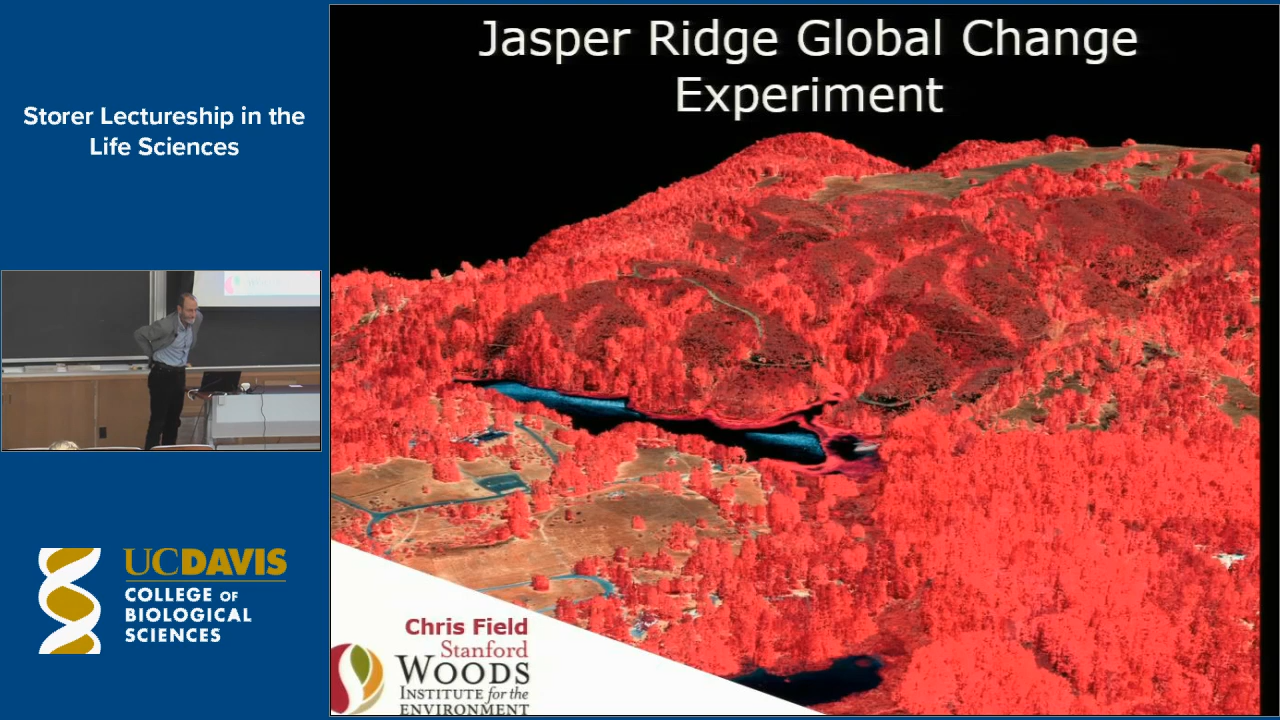 Storer Lectureship in the
Life Sciences
UCDAVIS
COLLEGE OF
BIOLOGICAL
SCIENCES
Jasper Ridge Global Change
Experiment
Chris Field
Stanford
WOODS
INSTITUTE for the
ENVIRONMENT